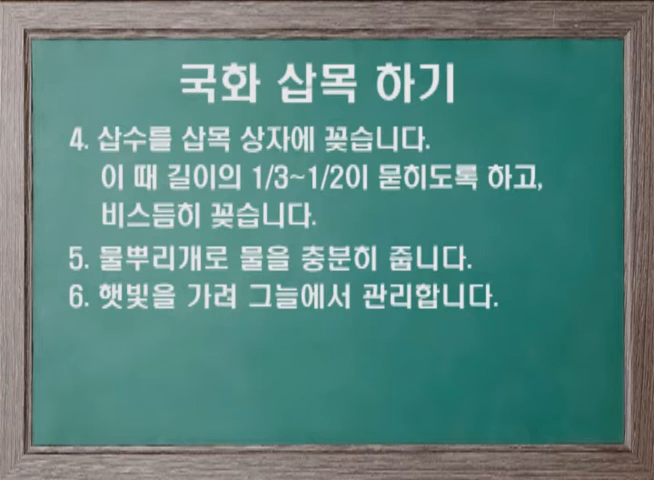 국화 삽목 하기
4. 삽수를 삽목 상자에 꽂습니다.
이 때 길이의 1/3~1/2이 묻히도록 하고,
비스듬히 꽂습니다.
5. 물뿌리개로 물을 충분히 줍니다.
6. 햇빛을 가려 그늘에서 관리합니다.